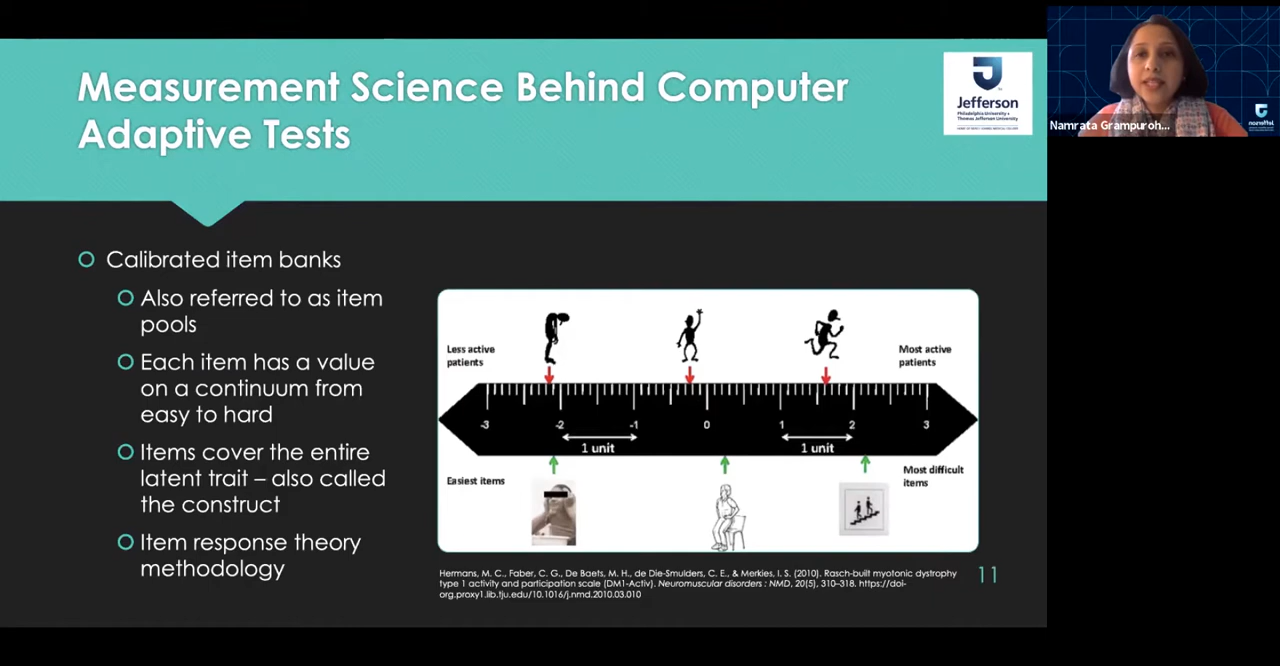 Measurement Science Behind Computer
Adaptive Tests
Jefferson
Philadelphia University +
Thomas Jefferson University
Namrata Grampuroh...
Calibrated item banks
Also referred to as item
pools
Each item has a value
on a continuum from
easy to hard
Items cover the entire
latent trait – also called
the construct
Item response theory
methodology
Less active
patients
Most active
patients
-3 -2 -1 0 1 2 3
1 unit 1 unit
Easiest items
Most difficult
items
Hermans, M. C., Faber, C. G., De Baets, M. H., de Die-Smulders, C. E., & Merkies, I. S. (2010). Rasch-built myotonic dystrophy
type 1 activity and participation scale (DM1-Activ). Neuromuscular disorders : NMD, 20(5), 310–318. https://doi-
org.proxy1.lib.tju.edu/10.1016/j.nmd.2010.03.010
11